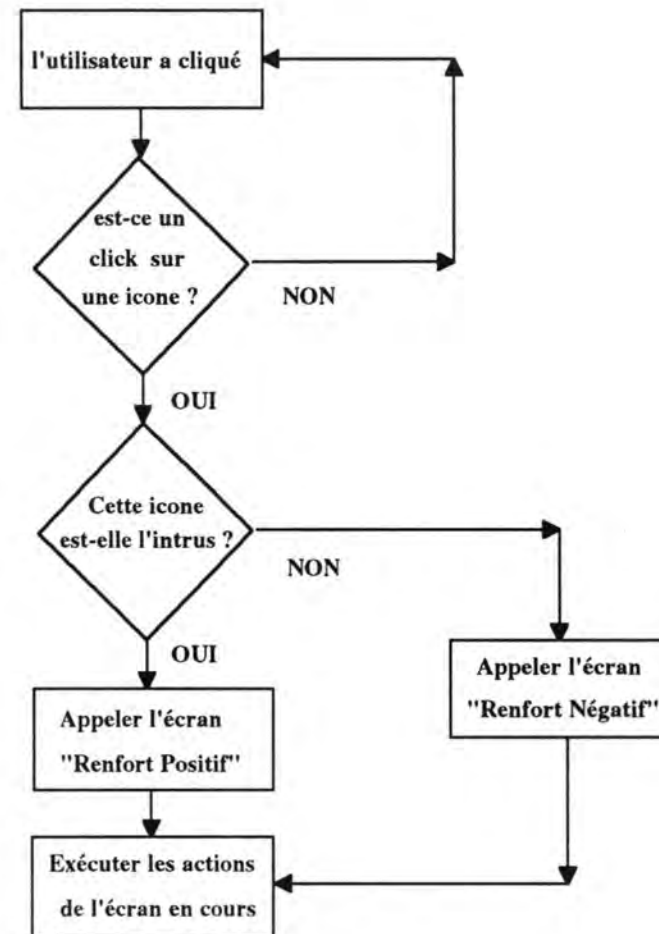 l'utilisateur a cliqué
est-ce un
click sur
une icone ?
NON
OUI
Cette icone
est-elle l'intrus ?
NON
OUI
Appeler l'écran
"Renfort Positif"
Appeler l'écran
"Renfort Négatif"
Exécuter les actions
de l'écran en cours